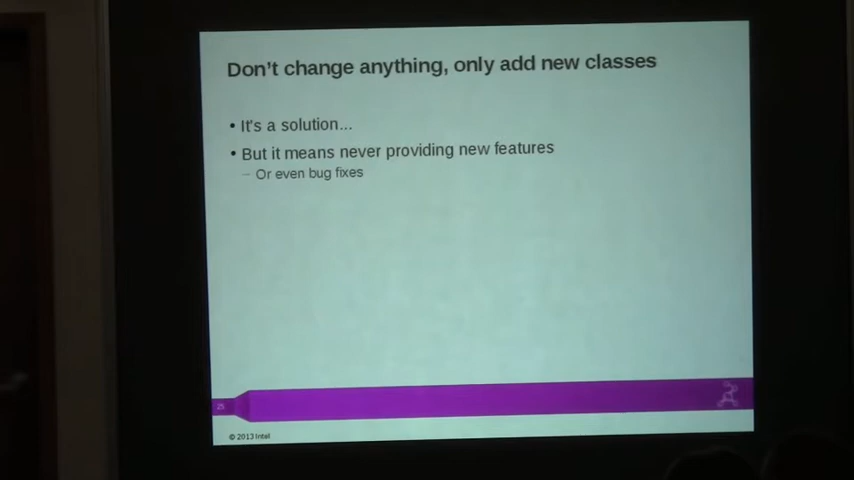 Don't change anything, only add new classes
• It's a solution...
• But it means never providing new features
– Or even bug fixes
25
© 2013 Intel